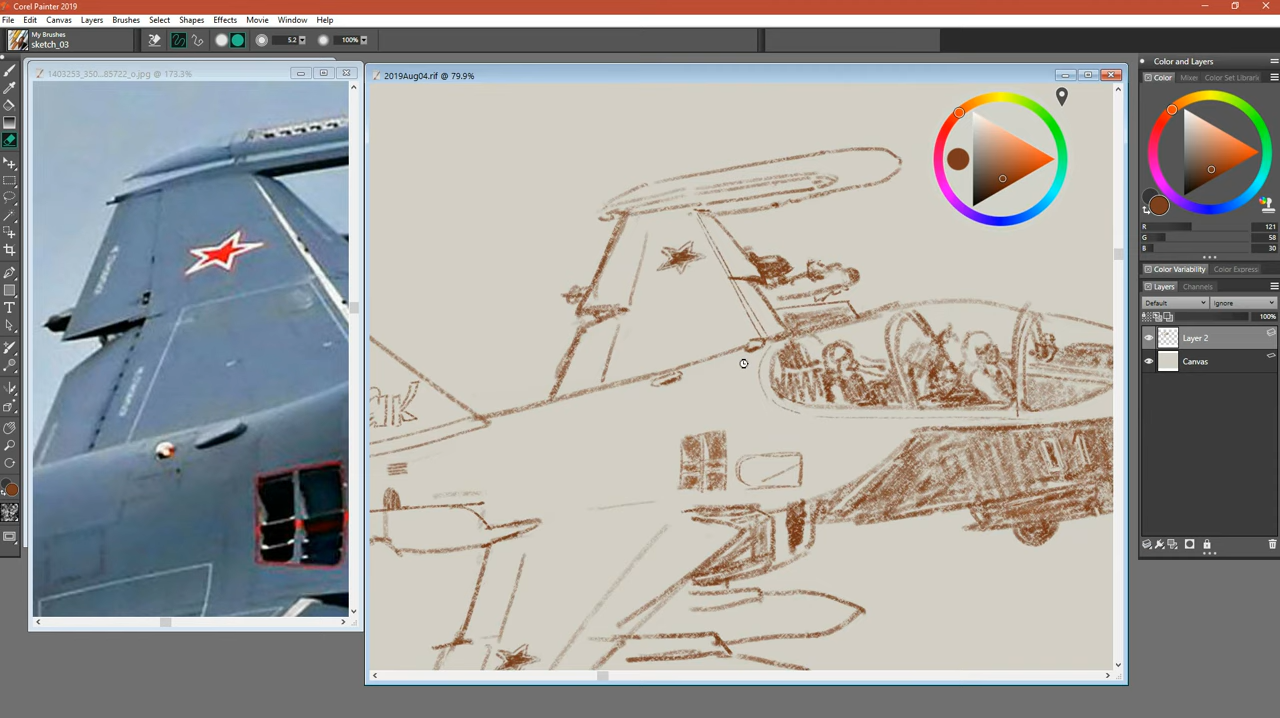 Corel Painter 2019
File Edit Canvas Layers Brushes Select Shapes Effects Movie Window Help
My Brushes
sketch_03
5.2
100%
1403253_350...85722_o.jpg @ 173.3%
2019Aug04.rif @ 79.9%
01
Color and Layers
Color Mixer Color Set Librari
R 121
G 58
B 30
Color Variability Color Express
Layers Channels
Default Ignore
100%
Layer 2
Canvas